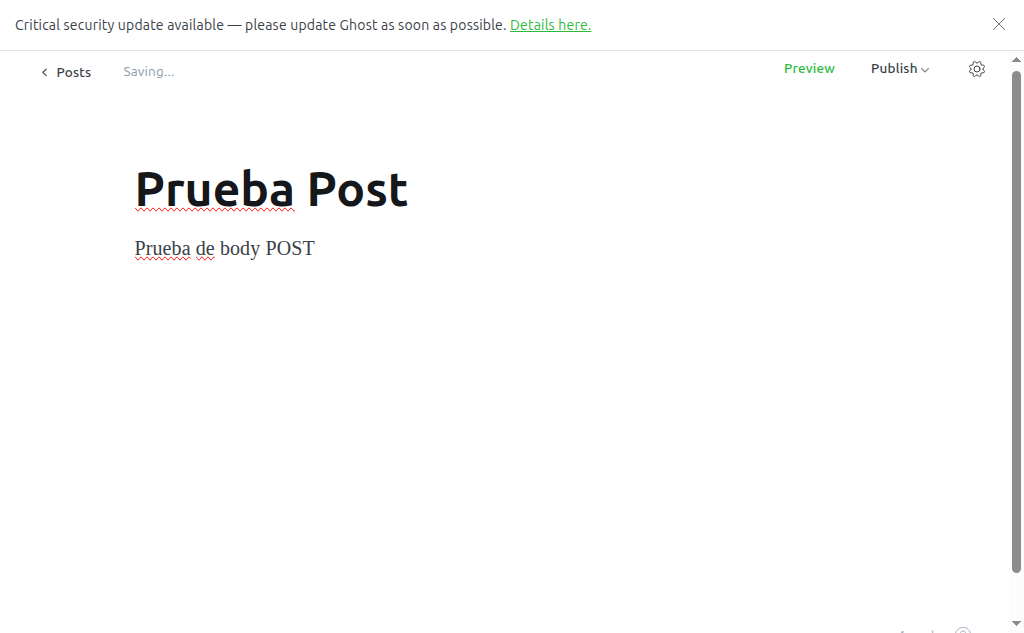 Critical security update available — please update Ghost as soon as possible. Details here.
Posts Saving... Preview Publish
Prueba Post
Prueba de body POST